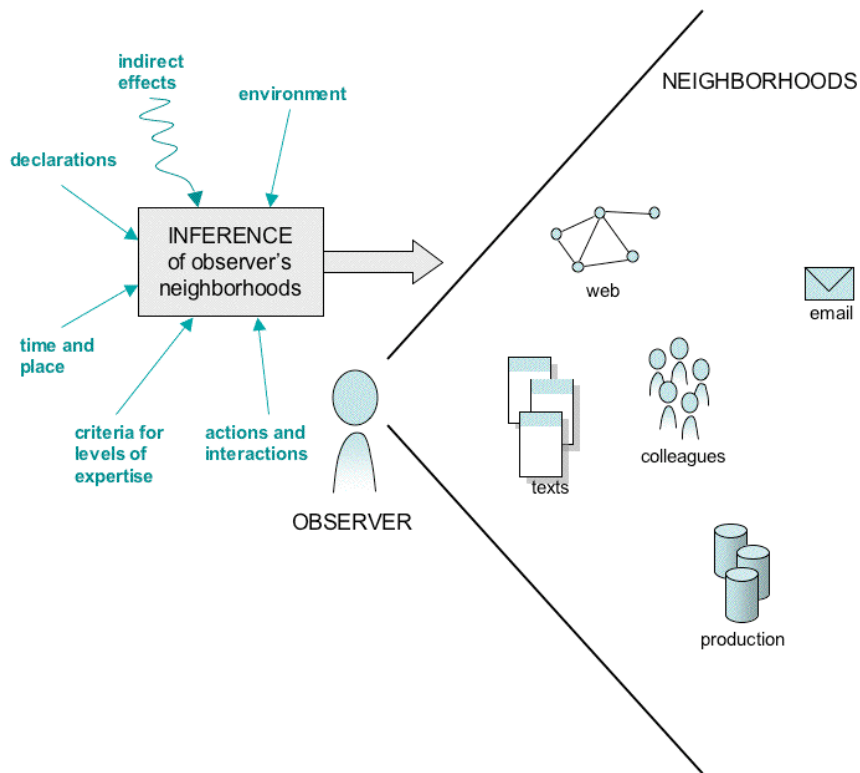 indirect
effects
environment
NEIGHBORHOODS
declarations
INFERENCE
of observer's
neighborhoods
web
email
time and
place
criteria for
levels of
expertise
actions and
interactions
colleagues
texts
OBSERVER
production